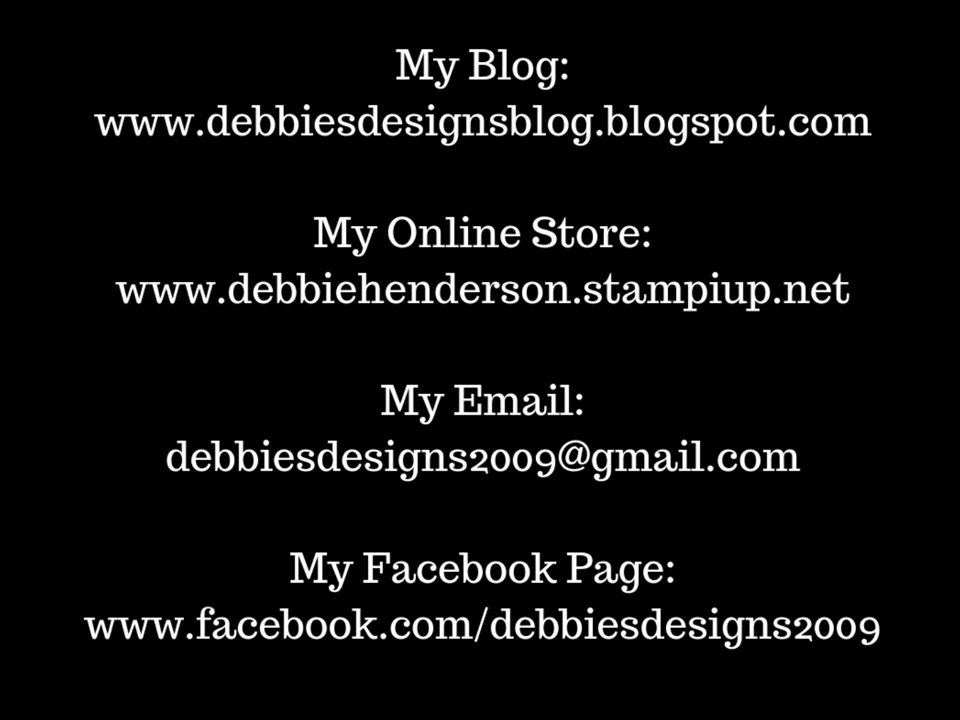 My Blog:
www.debbiesdesignsblog.blogspot.com
My Online Store:
www.debbiehenderson.stampiup.net
My Email:
debbiesdesigns2009@gmail.com
My Facebook Page:
www.facebook.com/debbiesdesigns2009